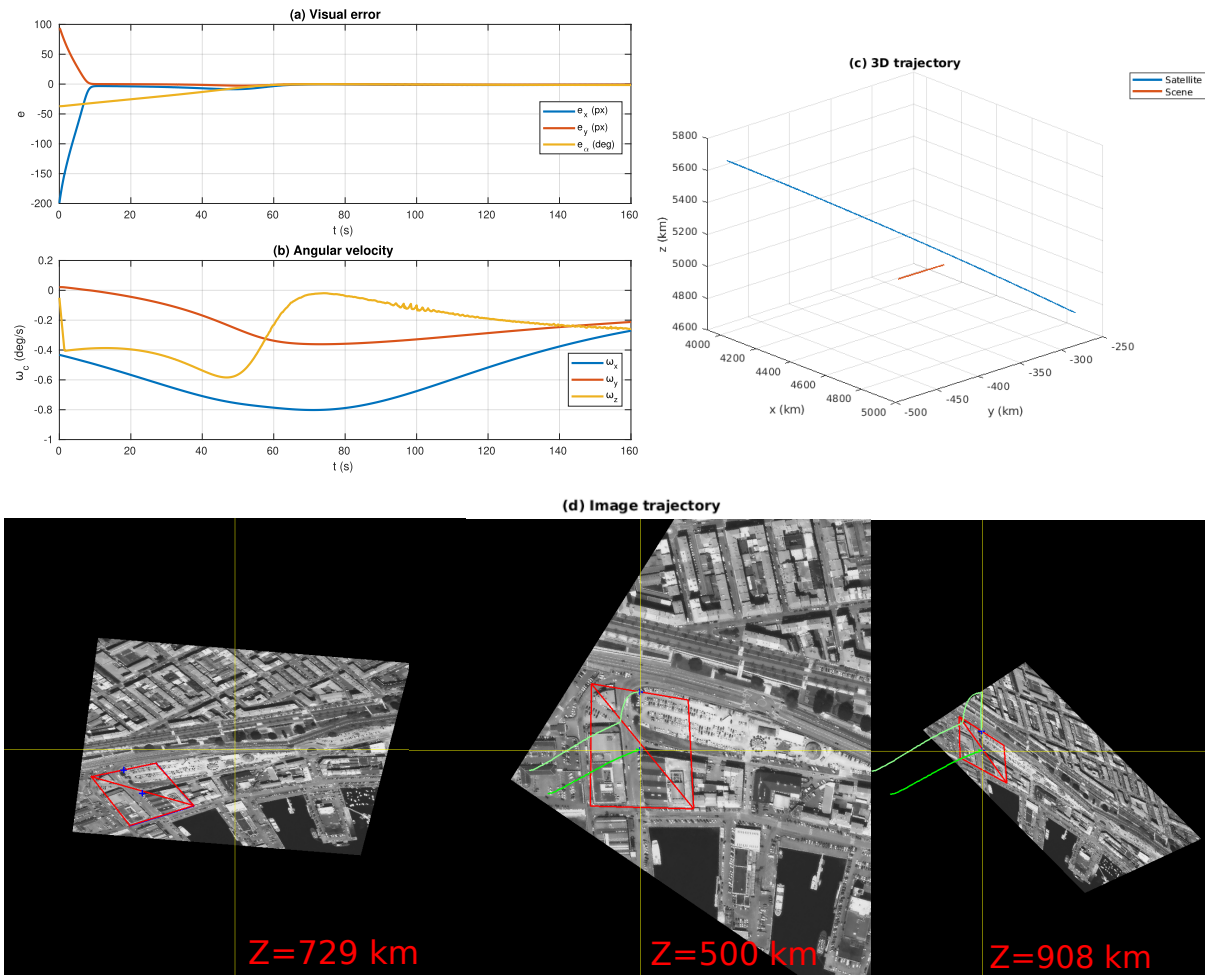 (a) Visual error
100
50
0
-50
-100
-150
-200
e
e_x (px)
e_y (px)
e_α (deg)
0 20 40 60 80 100 120 140 160
t (s)
(b) Angular velocity
0.2
0
-0.2
-0.4
-0.6
-0.8
-1
ω_c (deg/s)
ω_x
ω_y
ω_z
0 20 40 60 80 100 120 140 160
t (s)
(c) 3D trajectory
Satellite
Scene
5800
5600
5400
5200
5000
4800
4600
z (km)
4000
4200
4400
4600
4800
5000
x (km)
-500
-450
-400
-350
-300
-250
y (km)
(d) Image trajectory
Z=729 km
Z=500 km
Z=908 km